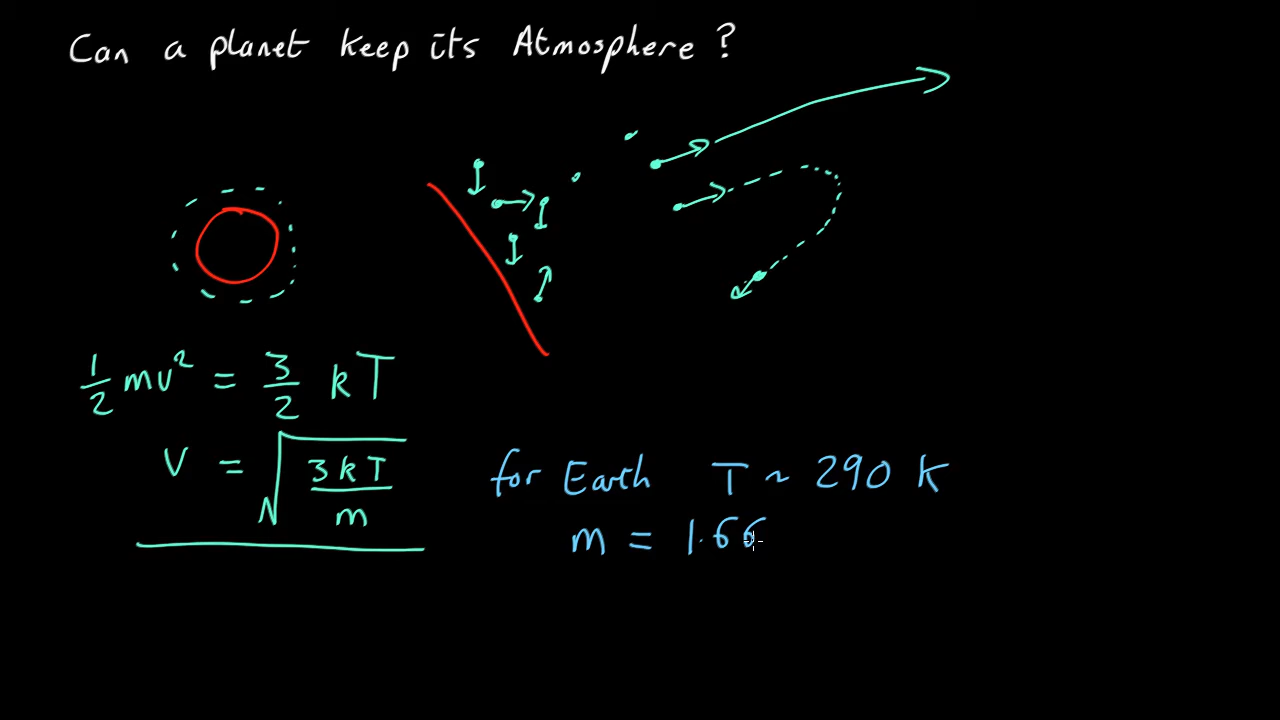 Can a planet keep its Atmosphere?
1/2 mv² = 3/2 kT
v = √(3kT/m)
for Earth T ~ 290 K
m = 1.66